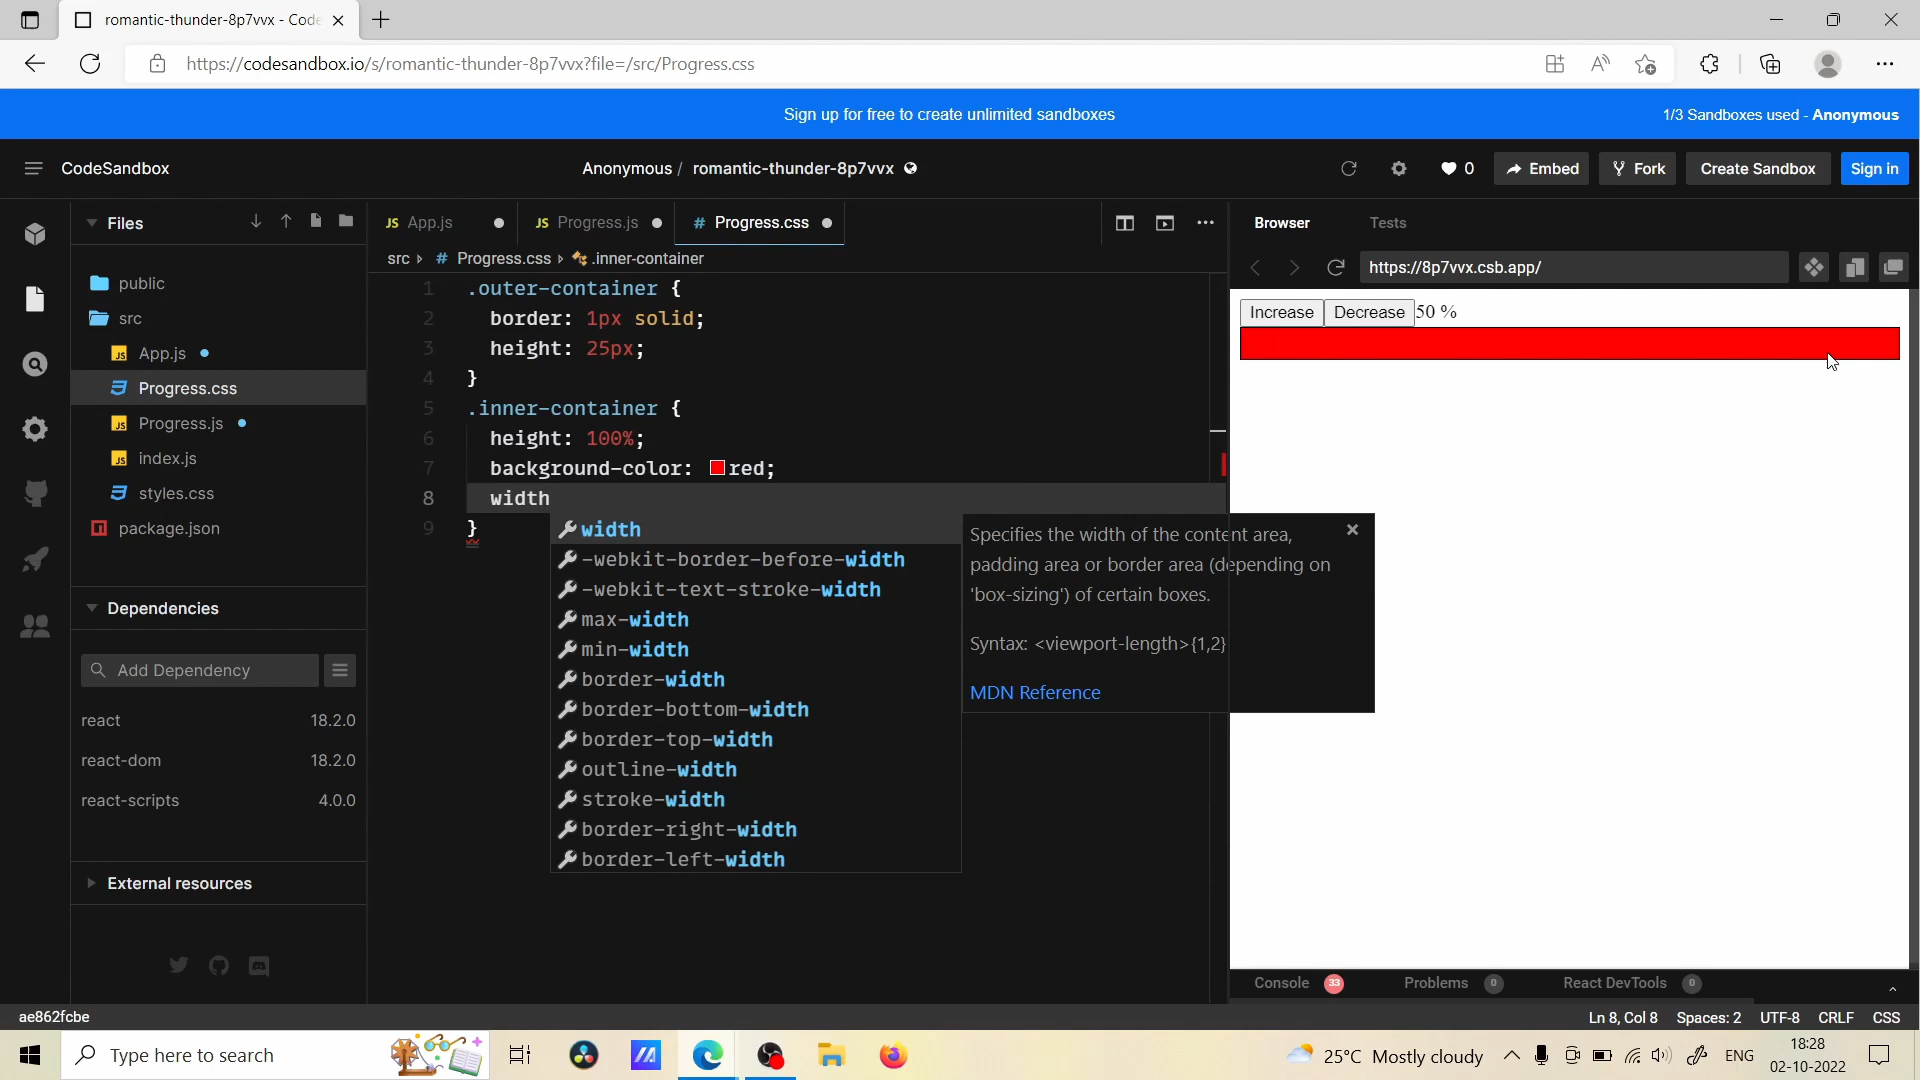 romantic-thunder-8p7vvx - Code
https://codesandbox.io/s/romantic-thunder-8p7vvx?file=/src/Progress.css
Sign up for free to create unlimited sandboxes
1/3 Sandboxes used - Anonymous
CodeSandbox
Anonymous / romantic-thunder-8p7vvx
0
Embed
Fork
Create Sandbox
Sign in
Files
public
src
JS App.js
Progress.css
JS Progress.js
JS index.js
styles.css
package.json
Dependencies
Add Dependency
react 18.2.0
react-dom 18.2.0
react-scripts 4.0.0
External resources
JS App.js
JS Progress.js
# Progress.css
src # Progress.css .inner-container
1 .outer-container {
2 border: 1px solid;
3 height: 25px;
4 }
5 .inner-container {
6 height: 100%;
7 background-color: red;
8 width
9 }
width
-webkit-border-before-width
-webkit-text-stroke-width
max-width
min-width
border-width
border-bottom-width
border-top-width
outline-width
stroke-width
border-right-width
border-left-width
Specifies the width of the content area,
padding area or border area (depending on
'box-sizing') of certain boxes.
Syntax: <viewport-length>{1,2}
MDN Reference
Browser
Tests
https://8p7vvx.csb.app/
Increase Decrease 50 %
Console 33
Problems 0
React DevTools 0
ae862fcbe
Ln 8, Col 8
Spaces: 2
UTF-8
CRLF
CSS
Type here to search
25°C Mostly cloudy
ENG
18:28
02-10-2022